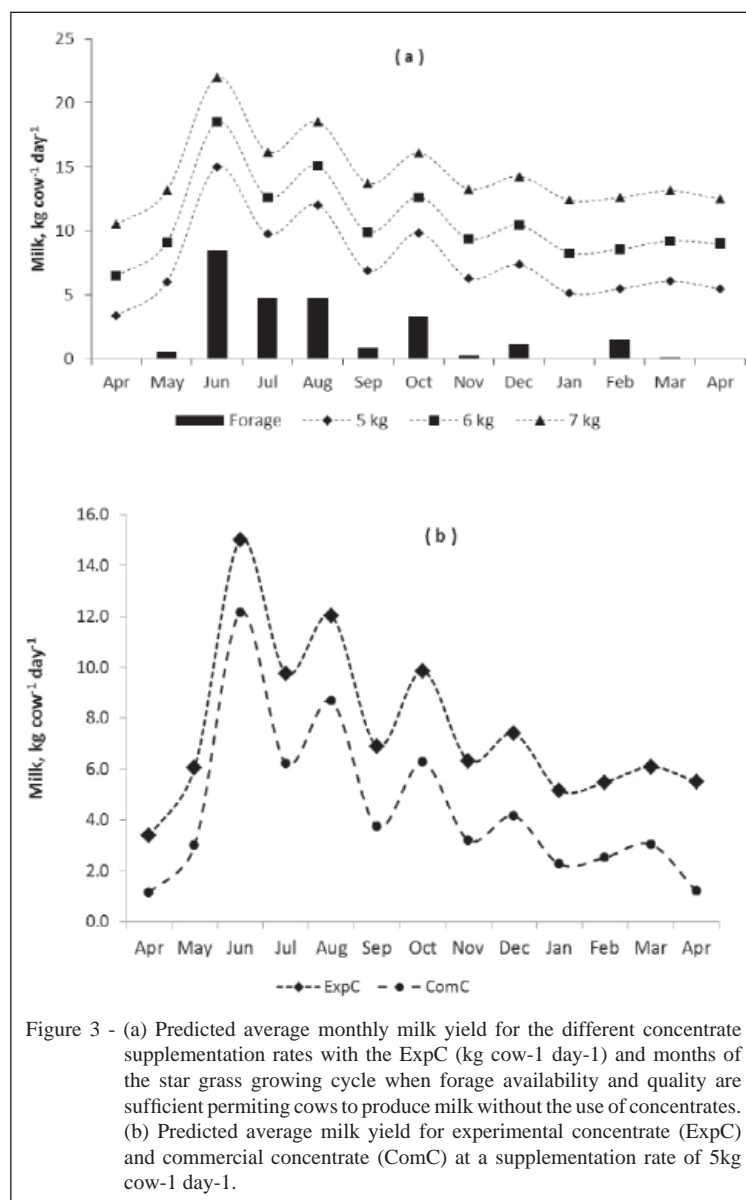 ( a )
Milk, kg cow-1 day-1
25
20
15
10
5
0
Apr May Jun Jul Aug Sep Oct Nov Dec Jan Feb Mar Apr
Forage 5 kg 6 kg 7 kg
( b )
Milk, kg cow-1 day-1
16.0
14.0
12.0
10.0
8.0
6.0
4.0
2.0
0.0
Apr May Jun Jul Aug Sep Oct Nov Dec Jan Feb Mar Apr
ExpC ComC
Figure 3 - (a) Predicted average monthly milk yield for the different concentrate
supplementation rates with the ExpC (kg cow-1 day-1) and months of
the star grass growing cycle when forage availability and quality are
sufficient permiting cows to produce milk without the use of concentrates.
(b) Predicted average milk yield for experimental concentrate (ExpC)
and commercial concentrate (ComC) at a supplementation rate of 5kg
cow-1 day-1.